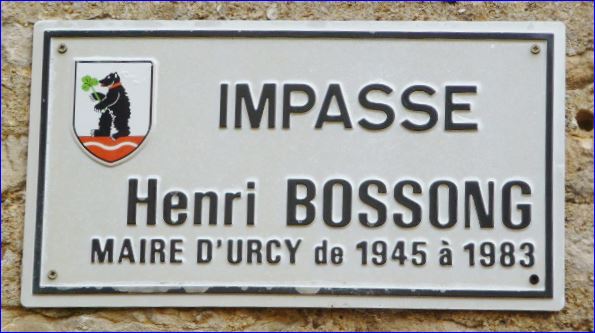 IMPASSE
Henri BOSSONG
MAIRE D'URCY de 1945 à 1983